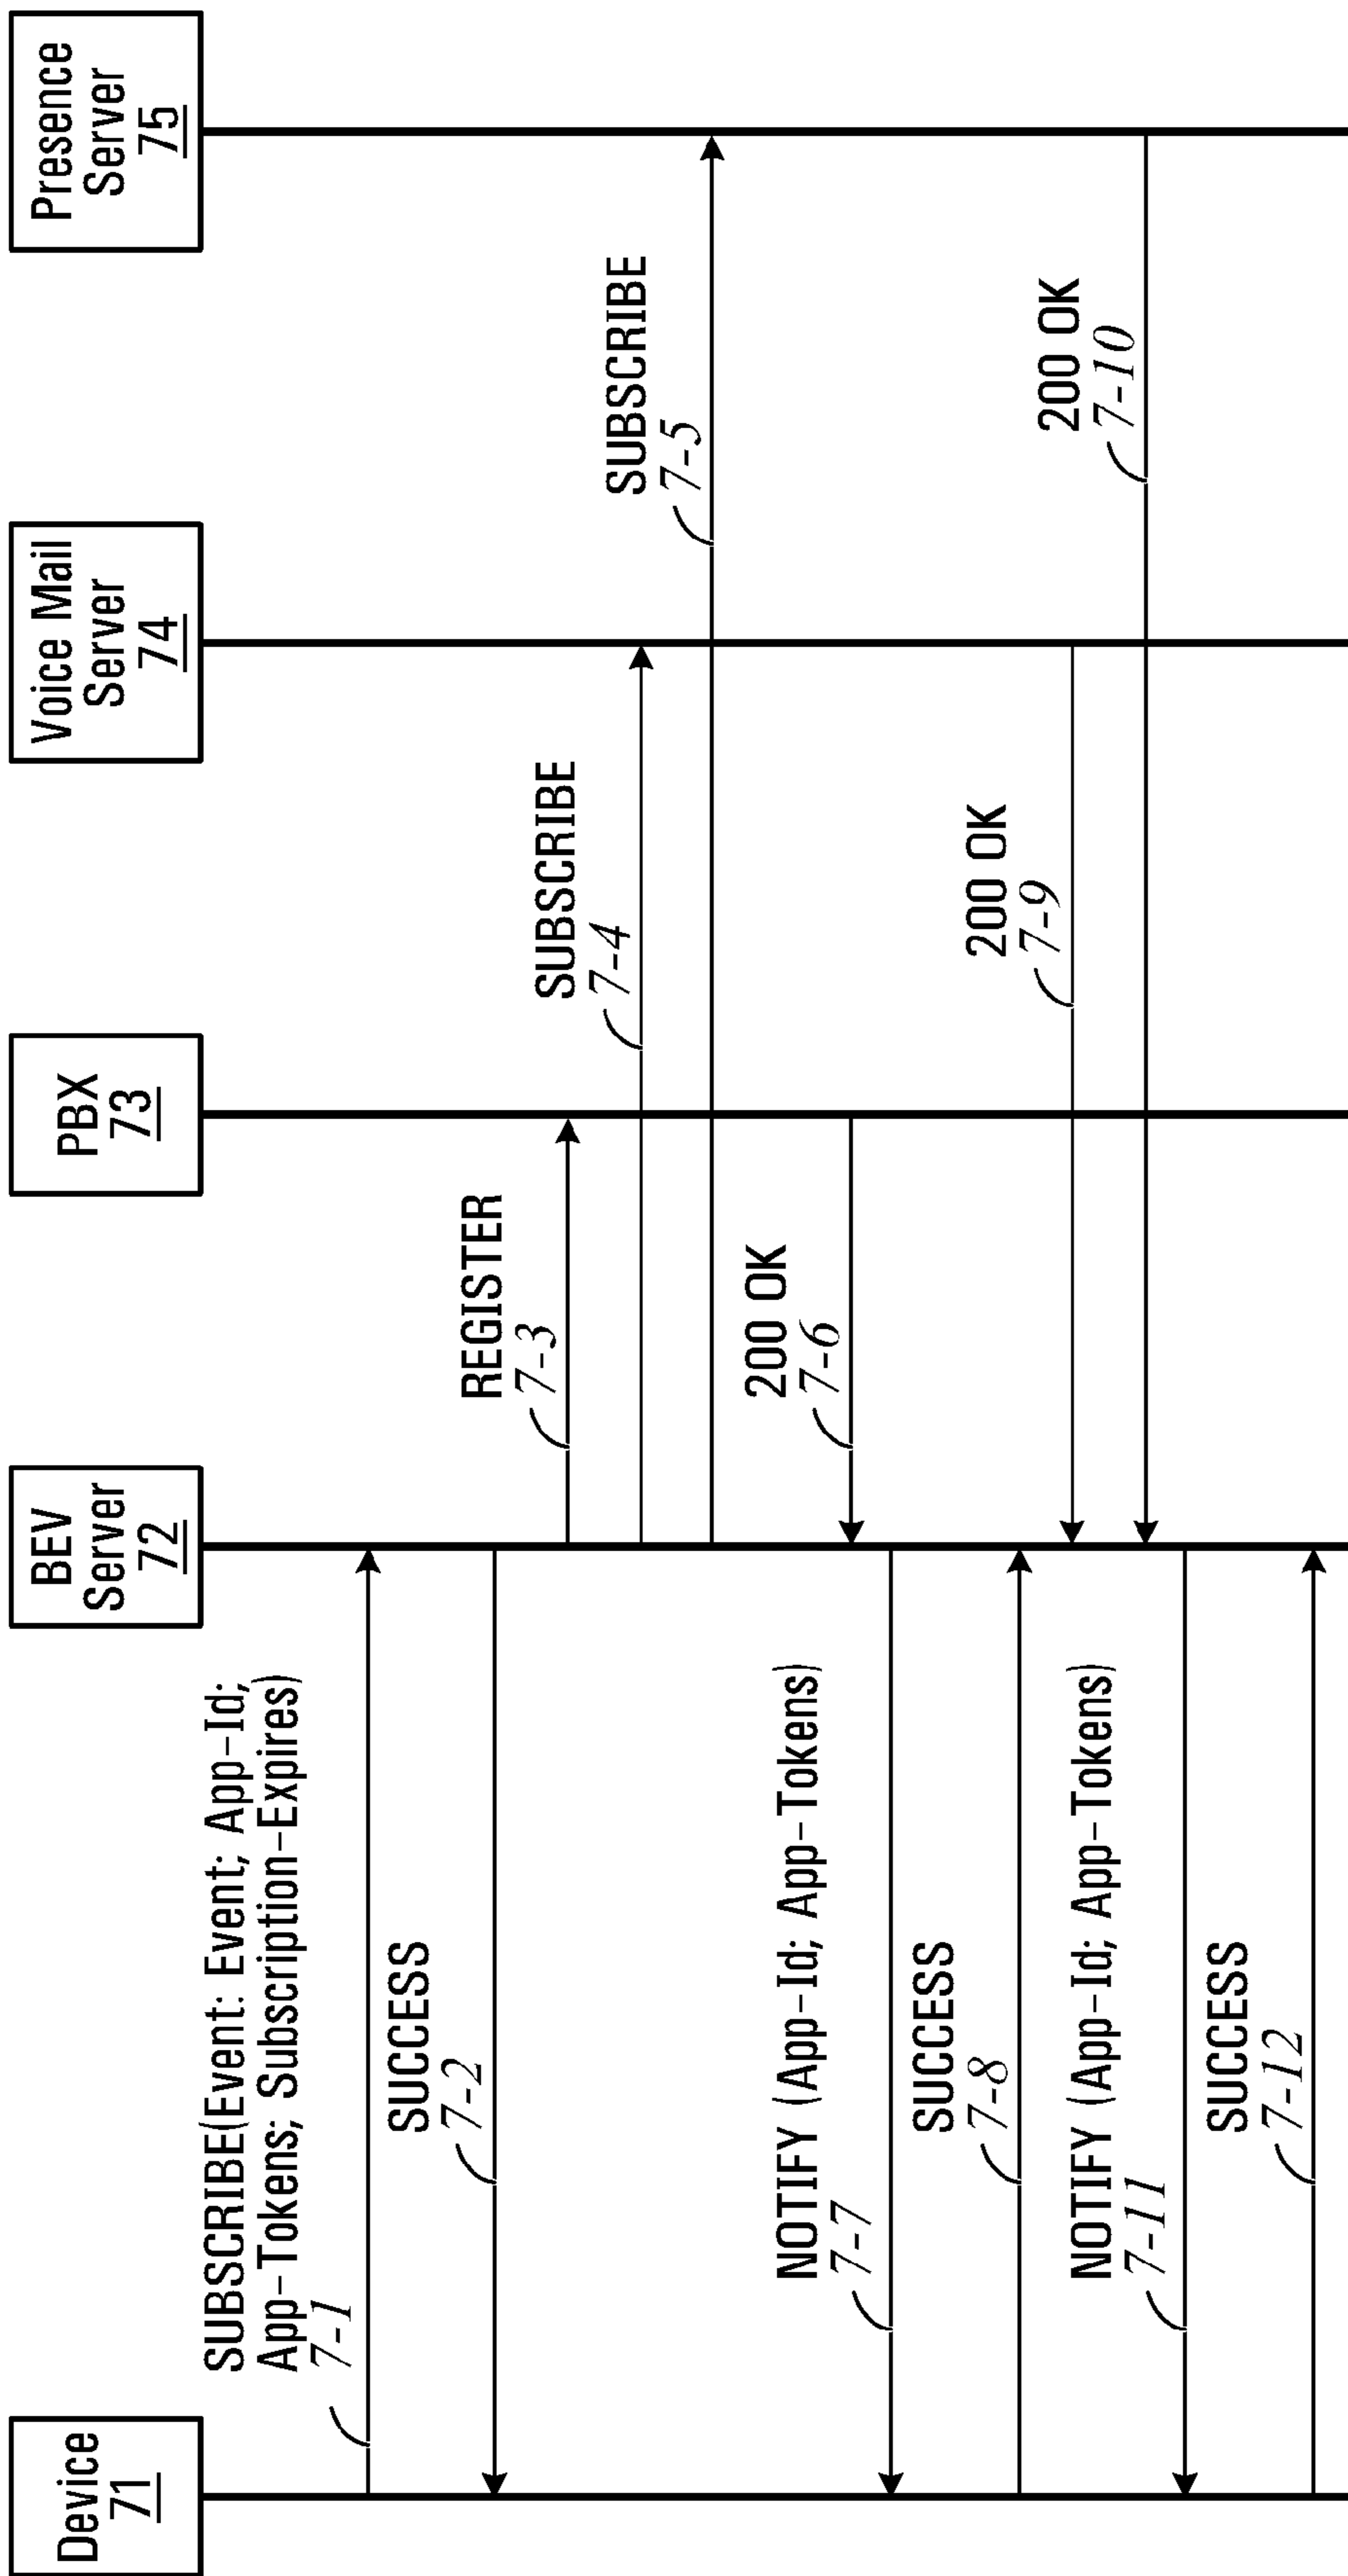 Device
71
BEV
Server
72
PBX
73
Voice Mail
Server
74
Presence
Server
75
SUBSCRIBE(Event: Event; App-Id;
App-Tokens; Subscription-Expires)
7-1
SUCCESS
7-2
REGISTER
7-3
SUBSCRIBE
7-4
SUBSCRIBE
7-5
200 OK
7-6
NOTIFY (App-Id; App-Tokens)
7-7
SUCCESS
7-8
200 OK
7-9
200 OK
7-10
NOTIFY (App-Id; App-Tokens)
7-11
SUCCESS
7-12